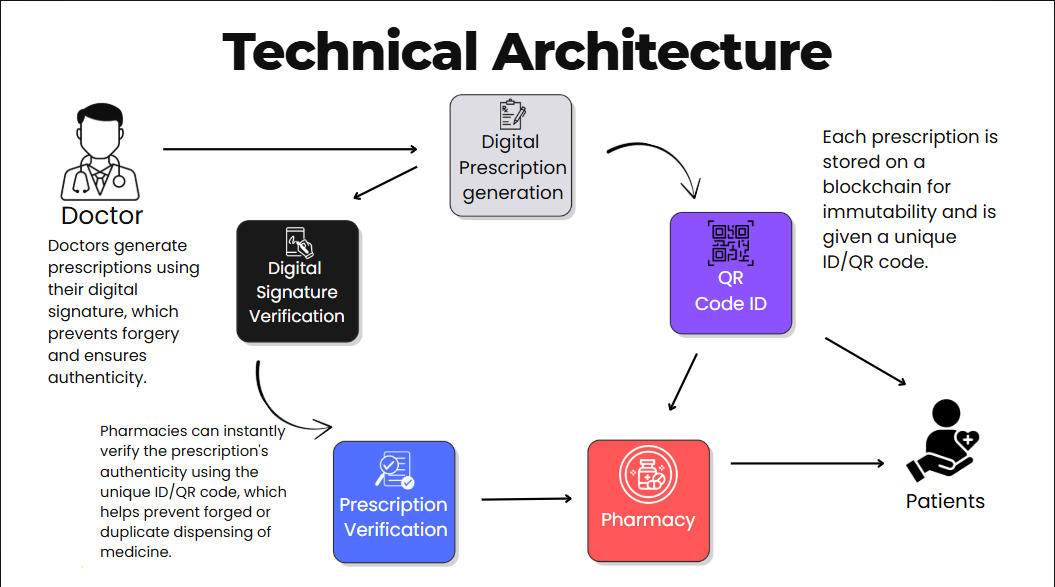 Technical Architecture
Doctor
Doctors generate
prescriptions using
their digital
signature, which
prevents forgery
and ensures
authenticity.
Digital
Prescription
generation
Digital
Signature
Verification
QR
Code ID
Each prescription is
stored on a
blockchain for
immutability and is
given a unique
ID/QR code.
Pharmacies can instantly
verify the prescription's
authenticity using the
unique ID/QR code, which
helps prevent forged or
duplicate dispensing of
medicine.
Prescription
Verification
Pharmacy
Patients